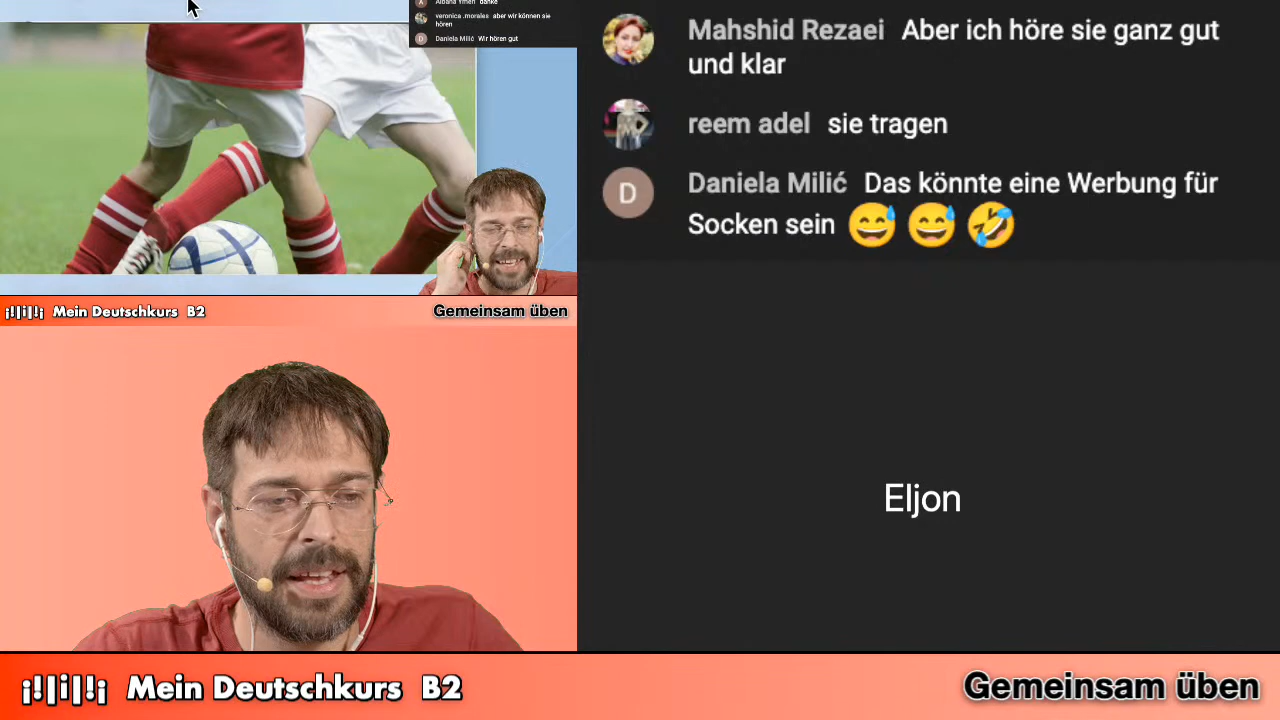 Albana Ymeri danke
veronica .morales aber wir können sie
hören
Daniela Milić Wir hören gut
Mein Deutschkurs B2
Gemeinsam üben
Mahshid Rezaei Aber ich höre sie ganz gut
und klar
reem adel sie tragen
D Daniela Milić Das könnte eine Werbung für
Socken sein 😅 😅 🤣
Eljon
¡!|i|!¡ Mein Deutschkurs B2
Gemeinsam üben